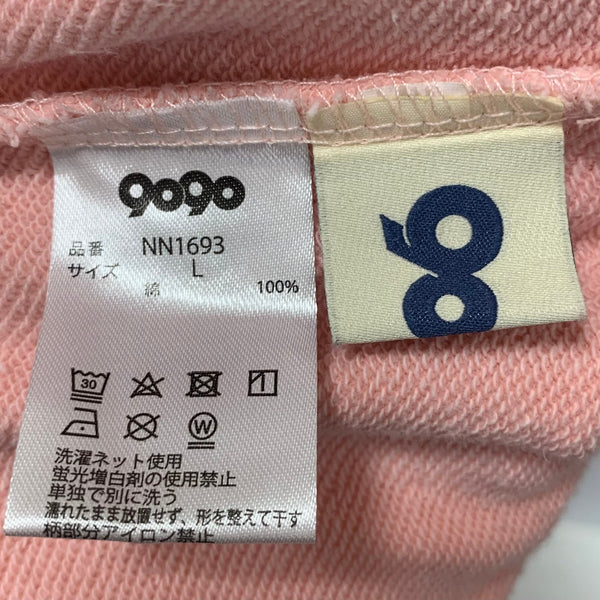 9090
品番 NN1693
サイズ L
綿 100%
30
1
W
洗濯ネット使用
蛍光増白剤の使用禁止
単独で別に洗う
濡れたまま放置せず、形を整えて干す
柄部分アイロン禁止
90